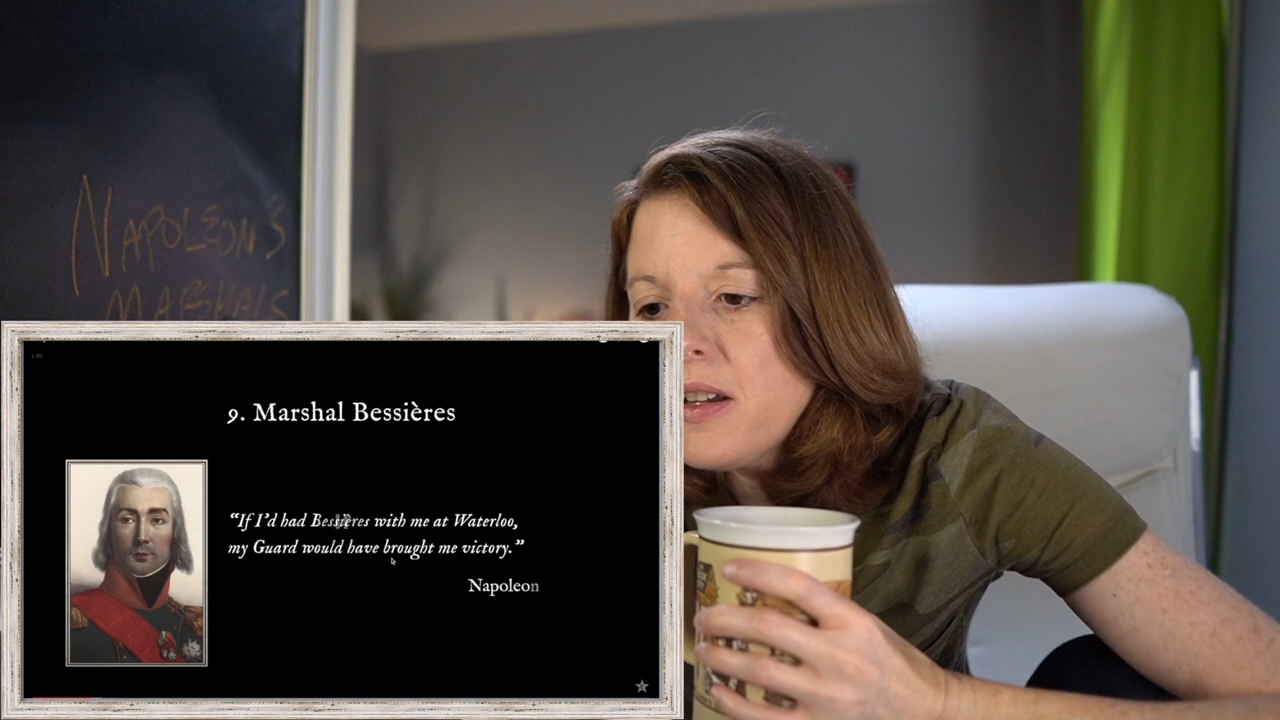 NAPOLEON'S
MARSHALS
9. Marshal Bessières
“If I’d had Bessières with me at Waterloo,
my Guard would have brought me victory.”
Napoleon